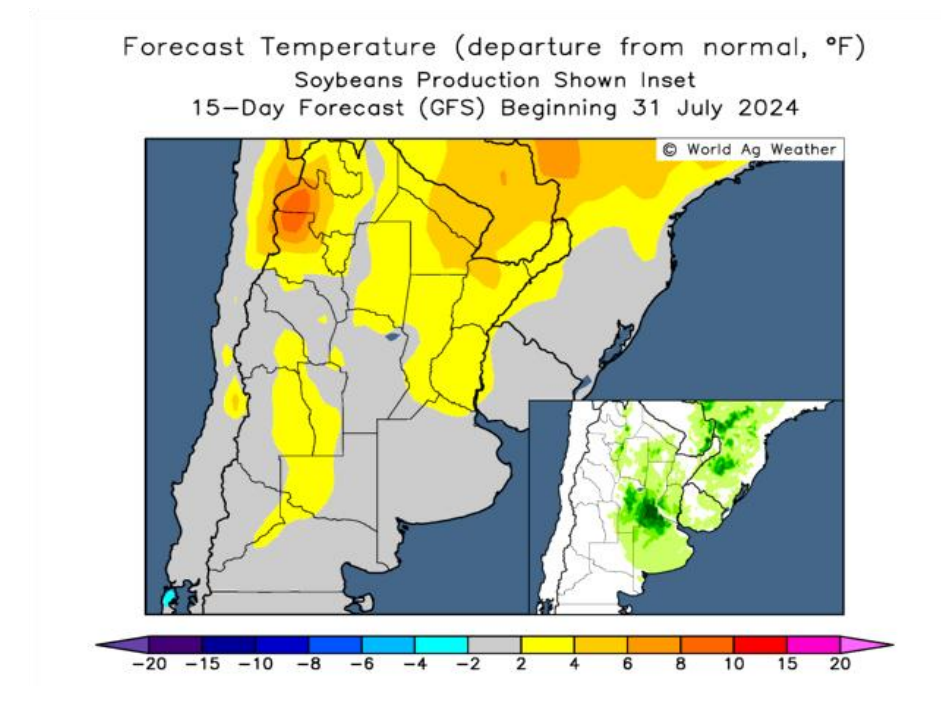 Forecast Temperature (departure from normal, °F)
Soybeans Production Shown Inset
15-Day Forecast (GFS) Beginning 31 July 2024
© World Ag Weather
-20 -15 -10 -8 -6 -4 -2 2 4 6 8 10 15 20